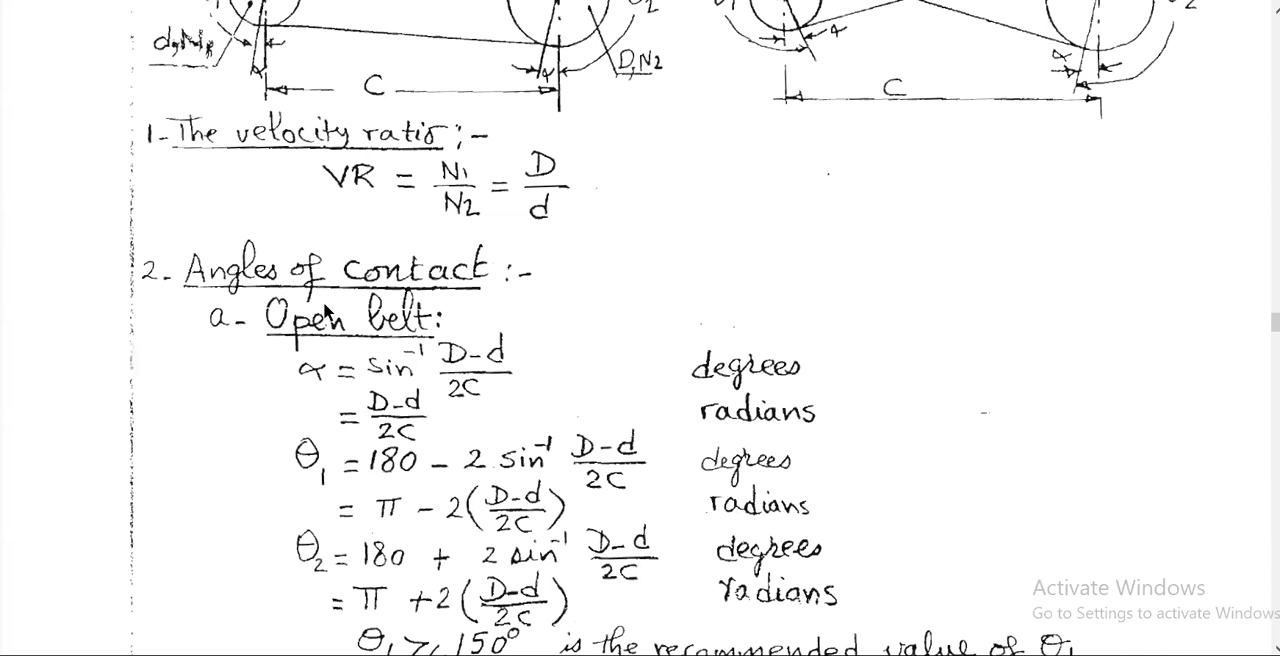 α
α
D, N2
α
α
C
C
1- The velocity ratio :-
VR = N1/N2 = D/d
2- Angles of contact :-
a- Open belt:
α = sin⁻¹ D-d/2C degrees
= D-d/2C radians
θ1 = 180 - 2 sin⁻¹ D-d/2C degrees
= π - 2(D-d/2C) radians
θ2 = 180 + 2 sin⁻¹ D-d/2C degrees
= π + 2(D-d/2C) radians
θ1 ≥ 150° is the recommended value of θ1
Activate Windows
Go to Settings to activate Windows